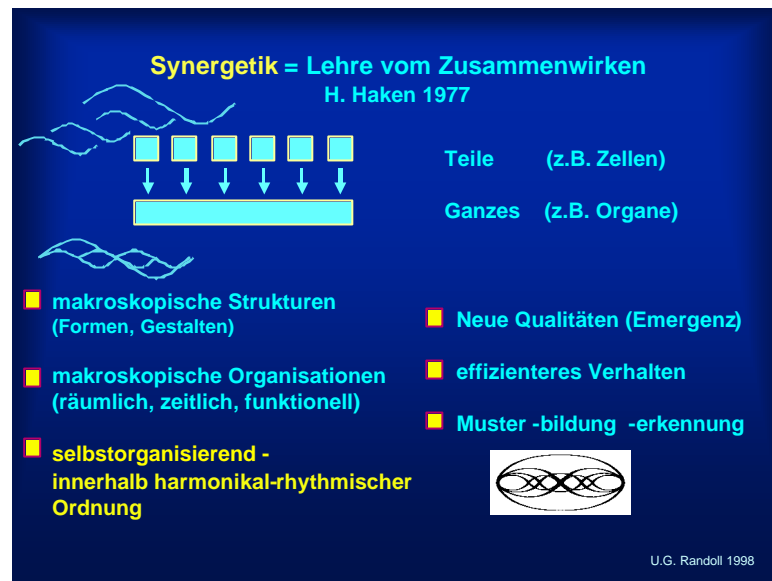 Synergetik = Lehre vom Zusammenwirken
H. Haken 1977
Teile (z.B. Zellen)
Ganzes (z.B. Organe)
makroskopische Strukturen
(Formen, Gestalten)
makroskopische Organisationen
(räumlich, zeitlich, funktionell)
selbstorganisierend -
innerhalb harmonikal-rhythmischer
Ordnung
Neue Qualitäten (Emergenz)
effizienteres Verhalten
Muster -bildung -erkennung
U.G. Randoll 1998